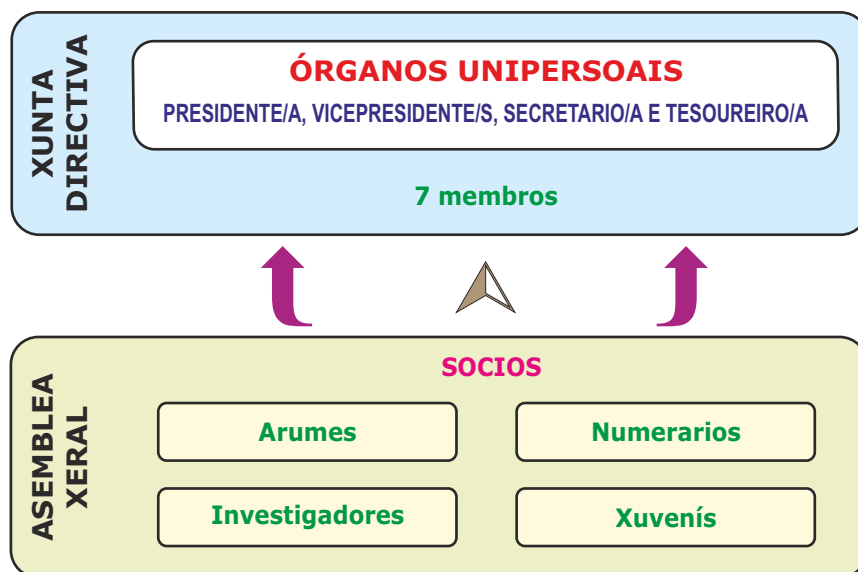 XUNTA
DIRECTIVA
ÓRGANOS UNIPERSOAIS
PRESIDENTE/A, VICEPRESIDENTE/S, SECRETARIO/A E TESOUREIRO/A
7 membros
ASEMBLEA
XERAL
SOCIOS
Arumes
Numerarios
Investigadores
Xuvenís